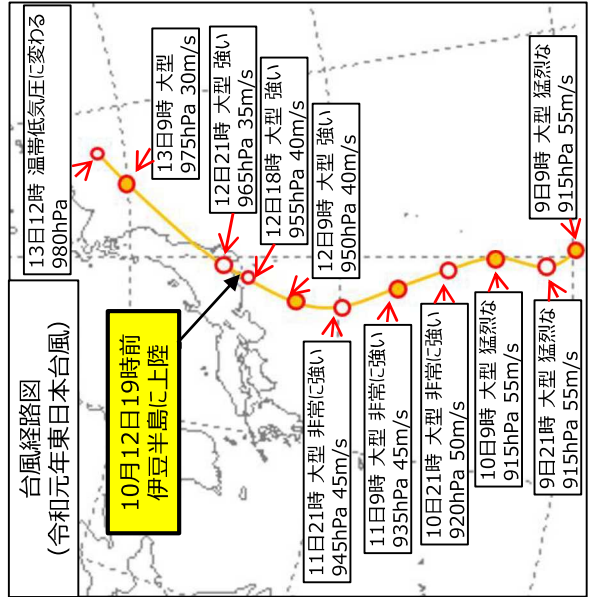 台風経路図
(令和元年東日本台風)
13日12時 温帯低気圧に変わる
980hPa
13日9時 大型
975hPa 30m/s
12日21時 大型 強い
965hPa 35m/s
12日18時 大型 強い
955hPa 40m/s
12日9時 大型 強い
950hPa 40m/s
10月12日19時前
伊豆半島に上陸
11日21時 大型 非常に強い
945hPa 45m/s
11日9時 大型 非常に強い
935hPa 45m/s
10日21時 大型 非常に強い
920hPa 50m/s
10日9時 大型 猛烈な
915hPa 55m/s
9日21時 大型 猛烈な
915hPa 55m/s
9日9時 大型 猛烈な
915hPa 55m/s